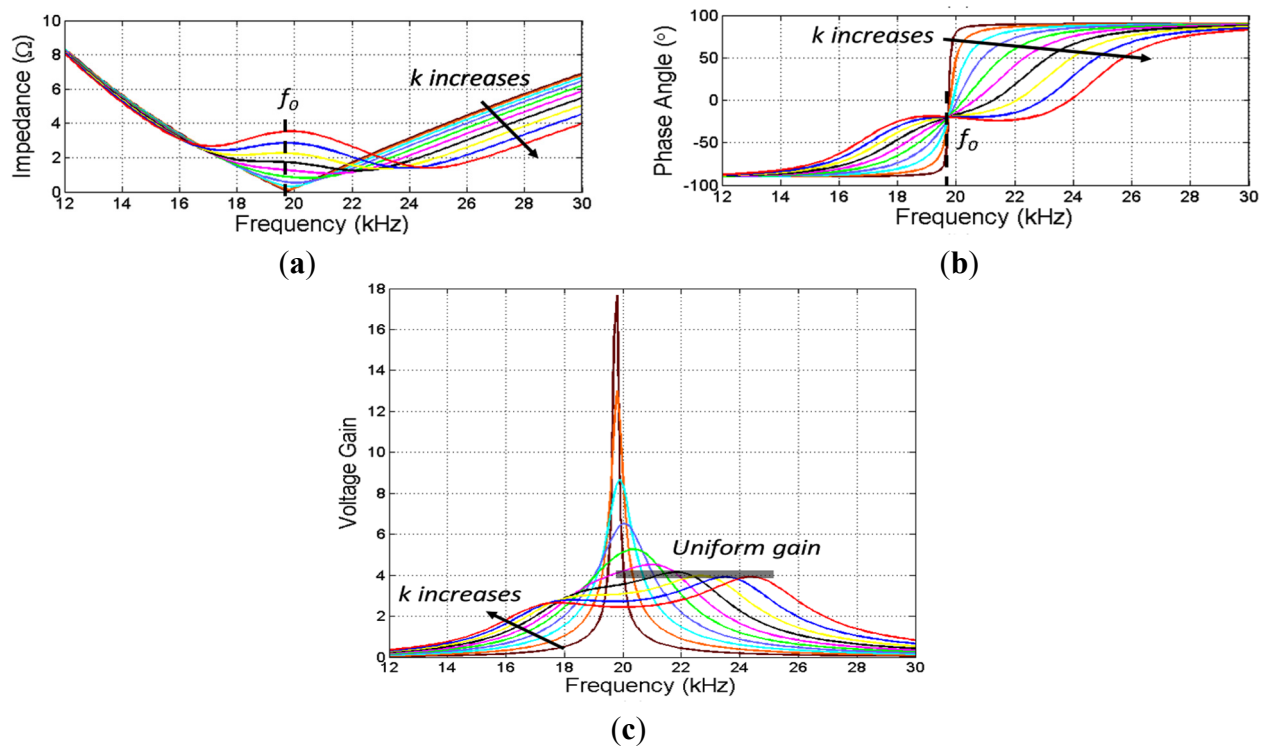 Impedance (Ω)
10
8
6
4
2
0
k increases
f0
12 14 16 18 20 22 24 26 28 30
Frequency (kHz)
(a)
Phase Angle (°)
100
50
0
-50
-100
k increases
f0
12 14 16 18 20 22 24 26 28 30
Frequency (kHz)
(b)
Voltage Gain
18
16
14
12
10
8
6
4
2
0
Uniform gain
k increases
12 14 16 18 20 22 24 26 28 30
Frequency (kHz)
(c)